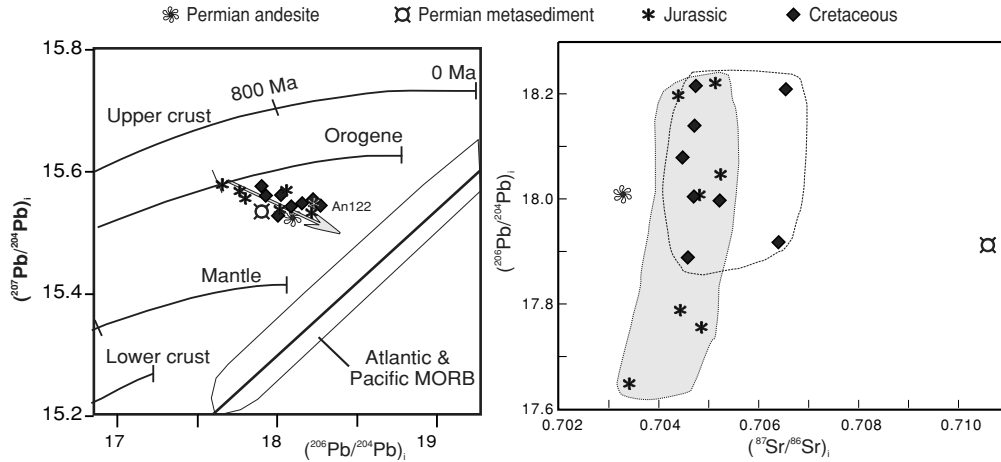 Permian andesite Permian metasediment Jurassic Cretaceous
15.8
15.6
15.4
15.2
(²⁰⁷Pb/²⁰⁴Pb)ᵢ
0 Ma
800 Ma
Upper crust
Orogene
An122
Mantle
Lower crust
Atlantic &
Pacific MORB
17 18 19
(²⁰⁶Pb/²⁰⁴Pb)ᵢ
18.2
18.0
17.8
17.6
(²⁰⁶Pb/²⁰⁴Pb)ᵢ
0.702 0.704 0.706 0.708 0.710
(⁸⁷Sr/⁸⁶Sr)ᵢ